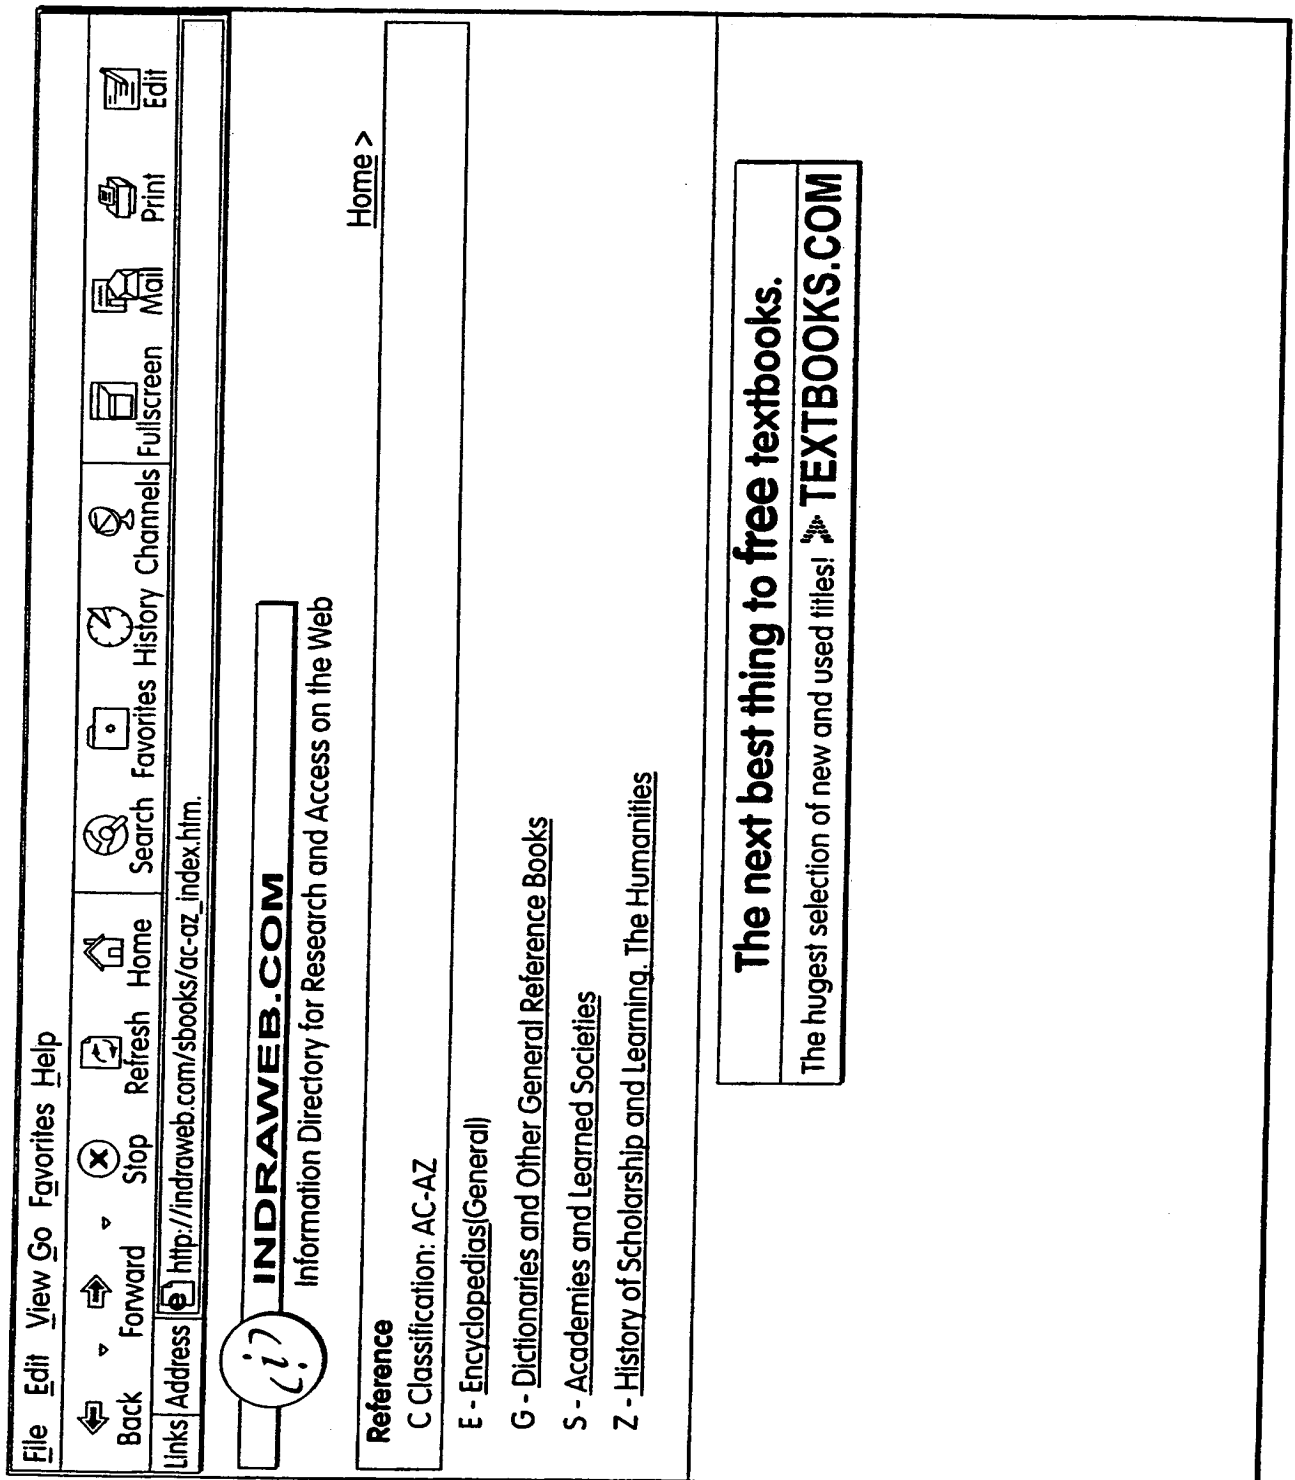 File Edit View Go Favorites Help
Back Forward Stop Refresh Home Search Favorites History Channels Fullscreen Mail Print Edit
Links Address e http://indraweb.com/sbooks/ac-az_index.htm.
¿i? INDRAWEB.COM
Information Directory for Research and Access on the Web
Home >
Reference
C Classification: AC-AZ
E - Encyclopedias(General)
G - Dictionaries and Other General Reference Books
S - Academies and Learned Societies
Z - History of Scholarship and Learning. The Humanities
The next best thing to free textbooks.
The hugest selection of new and used titles! TEXTBOOKS.COM